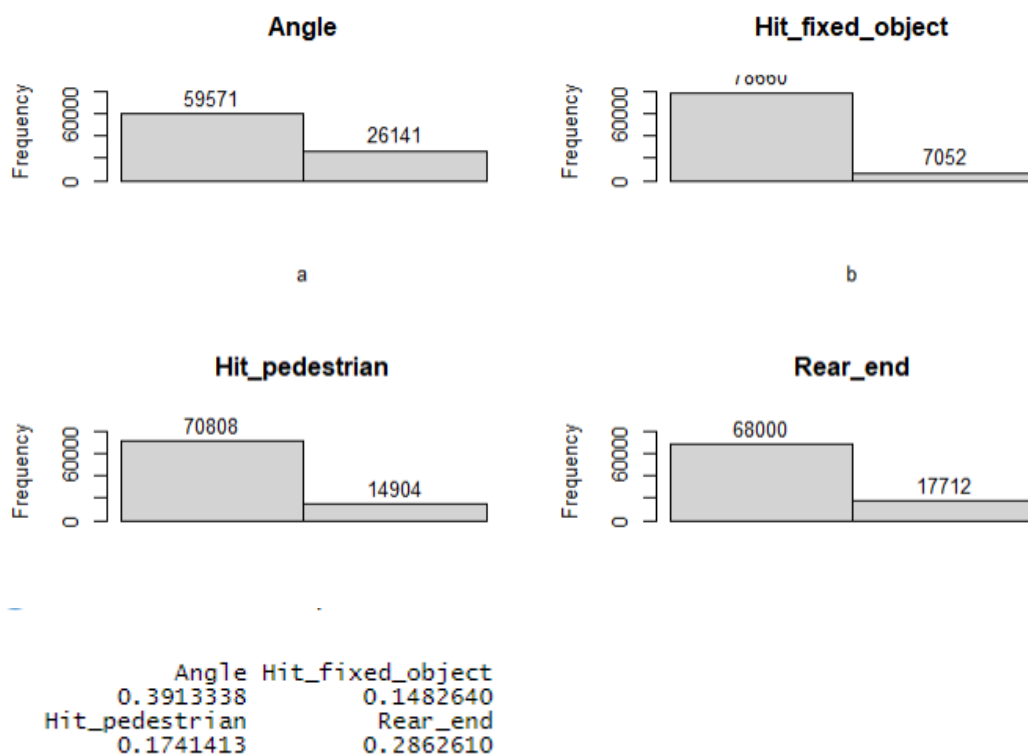 Angle
Hit_fixed_object
Frequency
60000
0
59571
26141
Frequency
60000
0
78660
7052
a
b
Hit_pedestrian
Rear_end
Frequency
60000
0
70808
14904
Frequency
60000
0
68000
17712
Angle Hit_fixed_object
0.3913338 0.1482640
Hit_pedestrian Rear_end
0.1741413 0.2862610